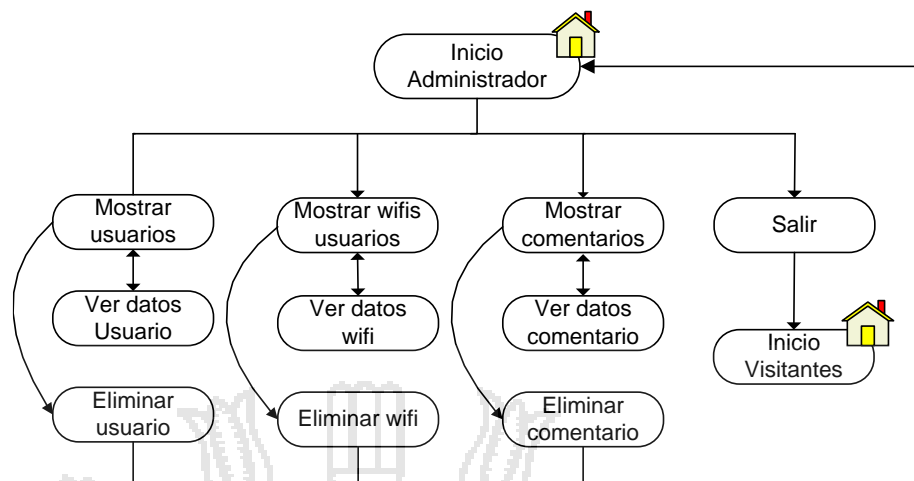 Inicio
Administrador
Mostrar
usuarios
Mostrar wifis
usuarios
Mostrar
comentarios
Salir
Ver datos
Usuario
Ver datos
wifi
Ver datos
comentario
Inicio
Visitantes
Eliminar
usuario
Eliminar wifi
Eliminar
comentario